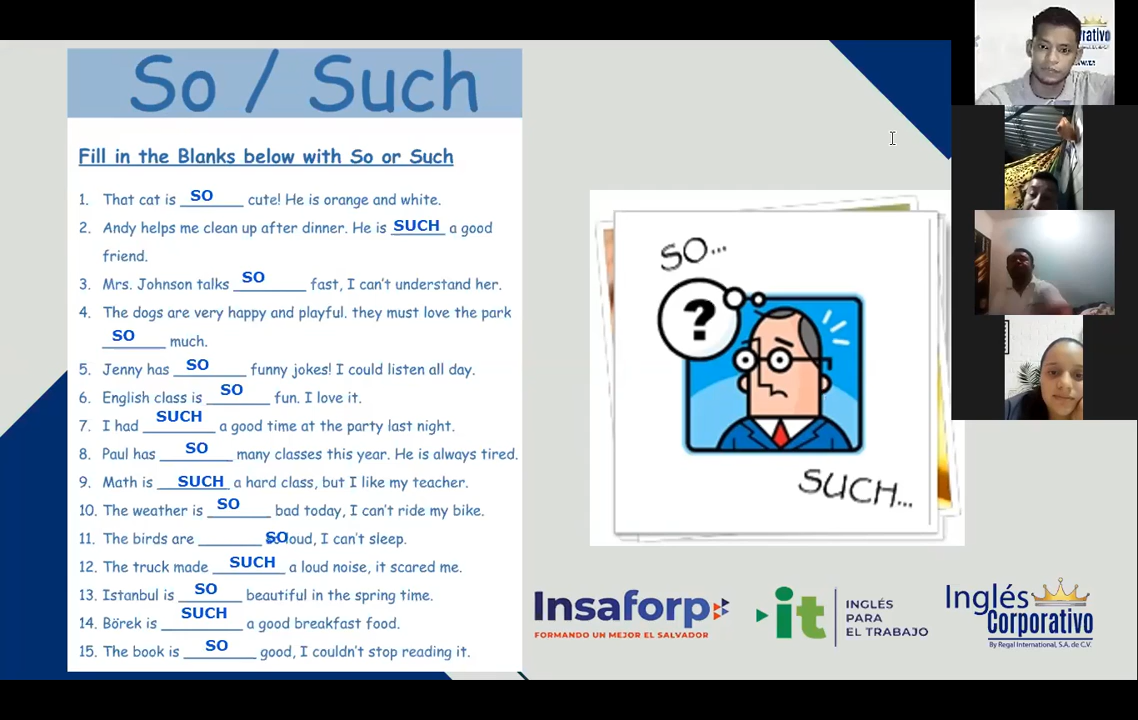 So / Such
Fill in the Blanks below with So or Such
1. That cat is SO cute! He is orange and white.
2. Andy helps me clean up after dinner. He is SUCH a good
friend.
3. Mrs. Johnson talks SO fast, I can't understand her.
4. The dogs are very happy and playful. they must love the park
SO much.
5. Jenny has SO funny jokes! I could listen all day.
6. English class is SO fun. I love it.
7. I had SUCH a good time at the party last night.
8. Paul has SO many classes this year. He is always tired.
9. Math is SUCH a hard class, but I like my teacher.
10. The weather is SO bad today, I can't ride my bike.
11. The birds are SO loud, I can't sleep.
12. The truck made SUCH a loud noise, it scared me.
13. Istanbul is SO beautiful in the spring time.
14. Börek is SUCH a good breakfast food.
15. The book is SO good, I couldn't stop reading it.
SO...
?
SUCH...
Insaforp
FORMANDO UN MEJOR EL SALVADOR
it
INGLÉS
PARA
EL TRABAJO
Inglés
Corporativo
By Regal International, S.A. de C.V.